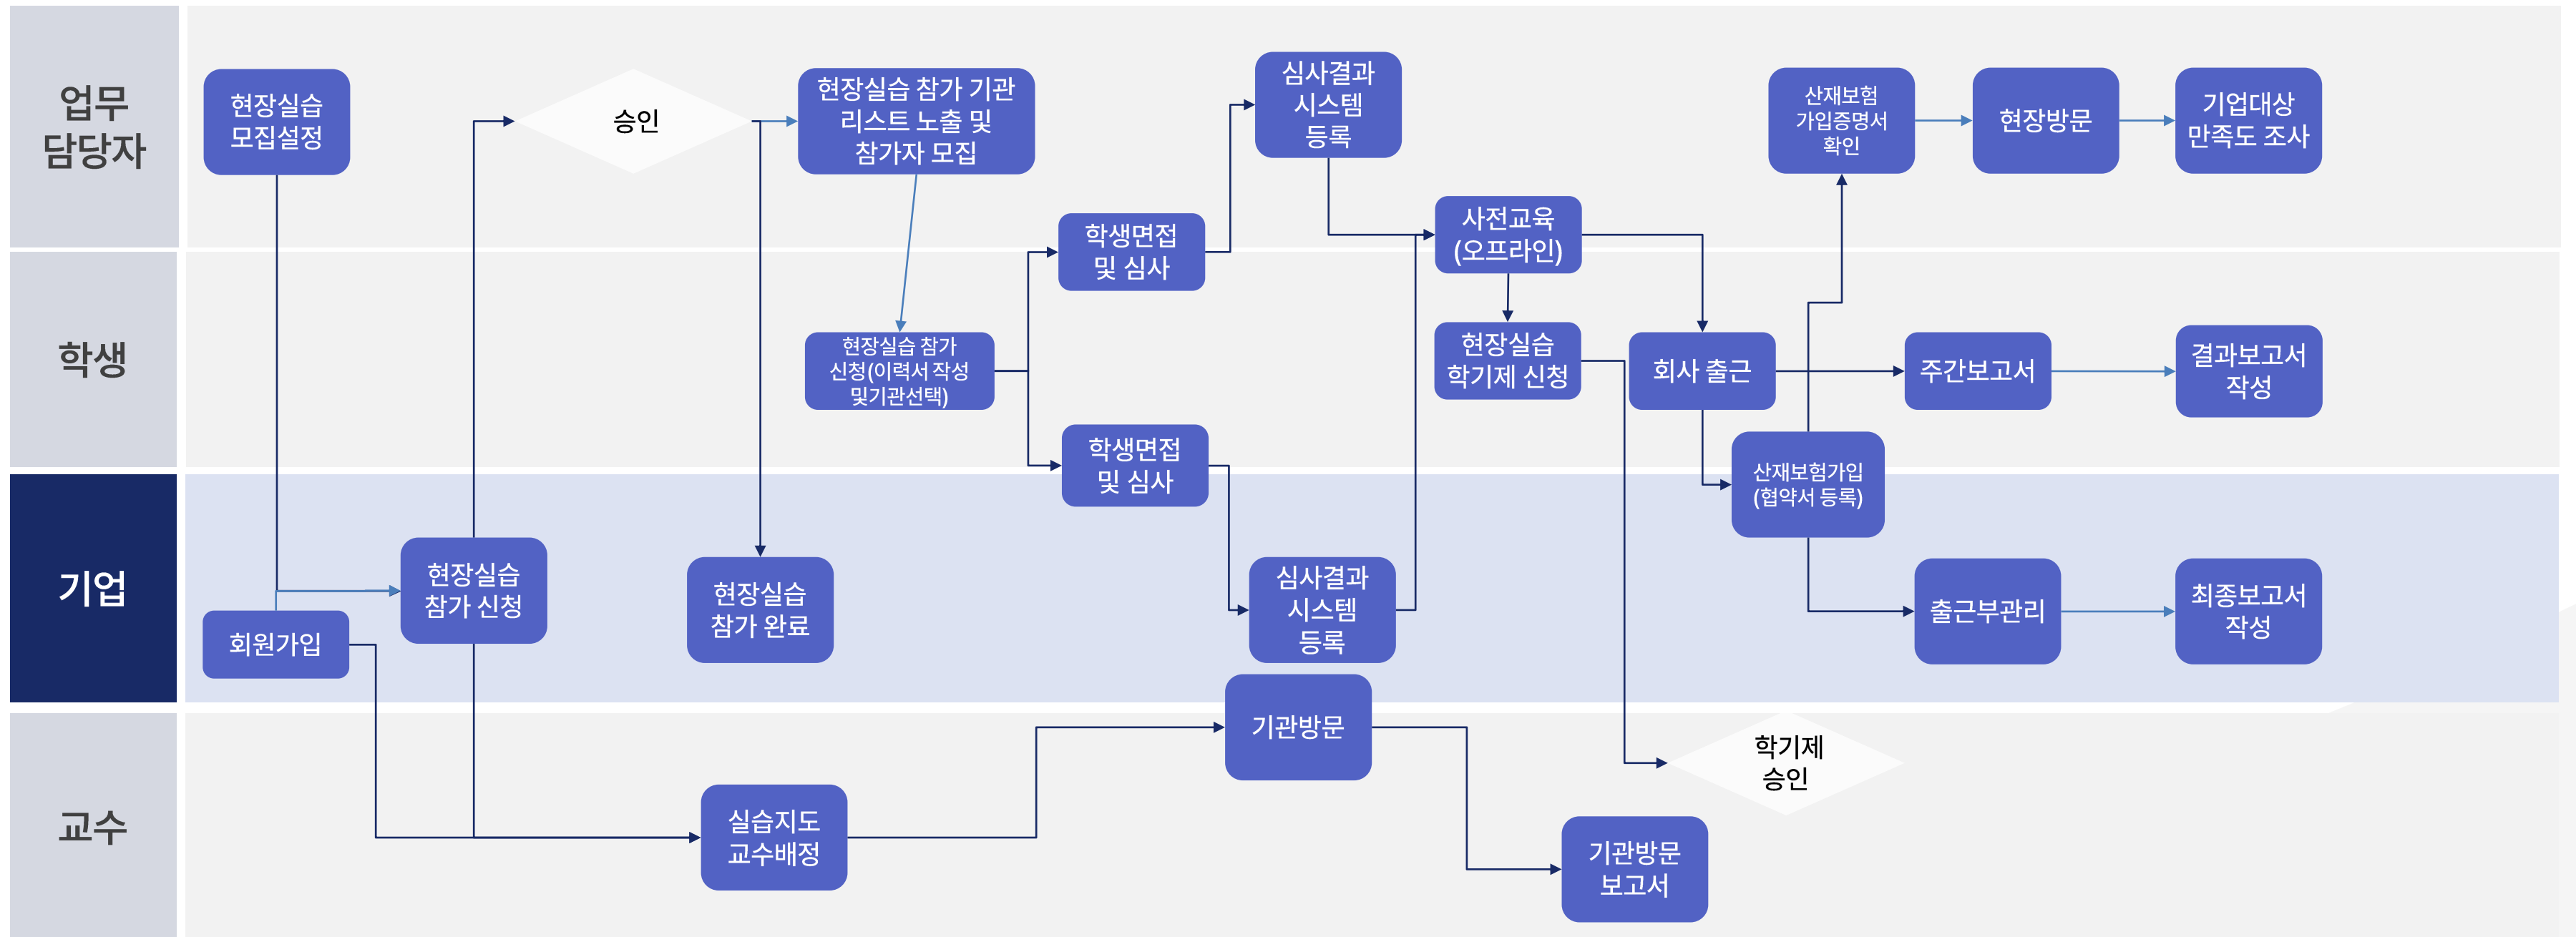 업무
담당자
현장실습
모집설정
승인
현장실습 참가 기관
리스트 노출 및
참가자 모집
심사결과
시스템
등록
산재보험
가입증명서
확인
현장방문
기업대상
만족도 조사
학생면접
및 심사
사전교육
(오프라인)
학생
현장실습 참가
신청(이력서 작성
및기관선택)
현장실습
학기제 신청
회사 출근
주간보고서
결과보고서
작성
학생면접
및 심사
산재보험가입
(협약서 등록)
기업
현장실습
참가 신청
회원가입
현장실습
참가 완료
심사결과
시스템
등록
출근부관리
최종보고서
작성
기관방문
교수
실습지도
교수배정
학기제
승인
기관방문
보고서